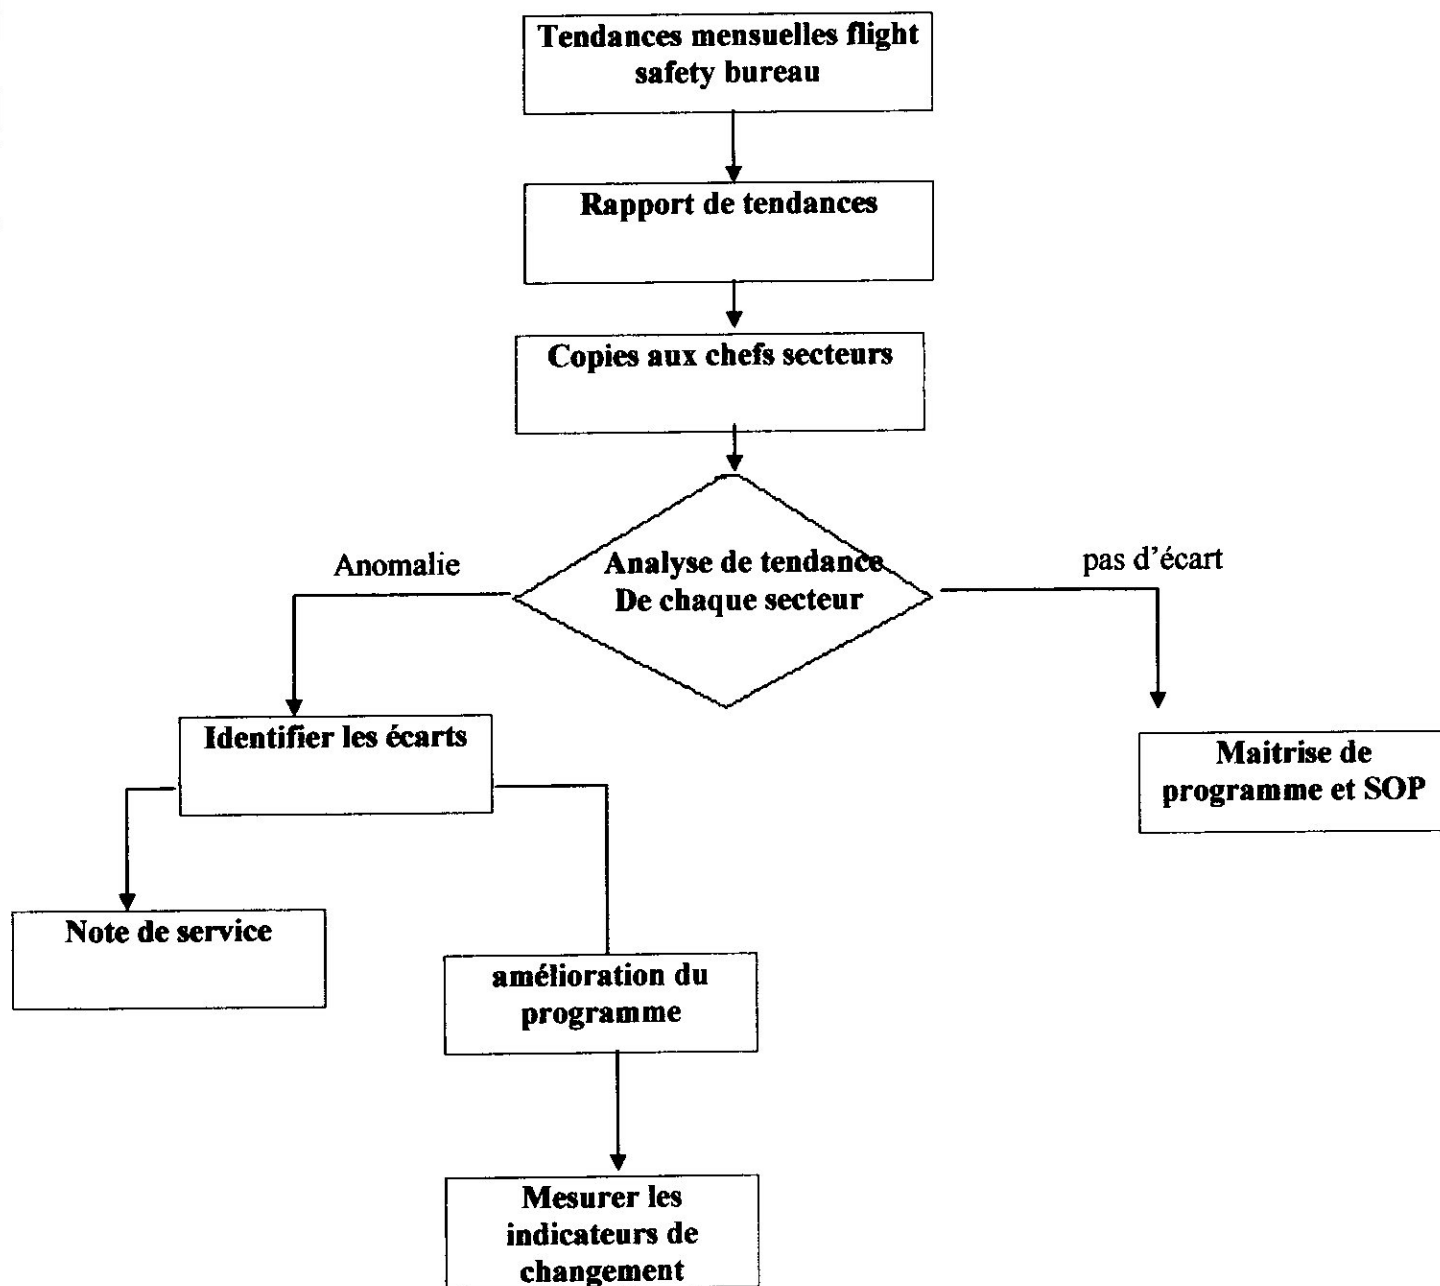 Tendances mensuelles flight
safety bureau
Rapport de tendances
Copies aux chefs secteurs
Anomalie
Analyse de tendance
De chaque secteur
pas d'écart
Identifier les écarts
Maitrise de
programme et SOP
Note de service
amélioration du
programme
Mesurer les
indicateurs de
changement